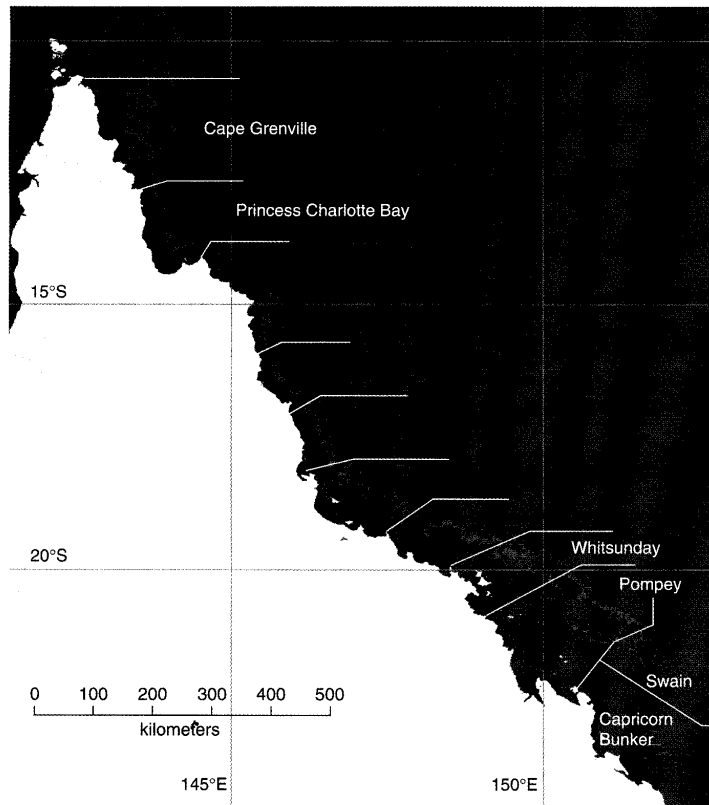 Cape Grenville
Princess Charlotte Bay
15°S
Whitsunday
20°S
Pompey
Swain
0 100 200 300 400 500
kilometers
Capricorn
Bunker
145°E
150°E